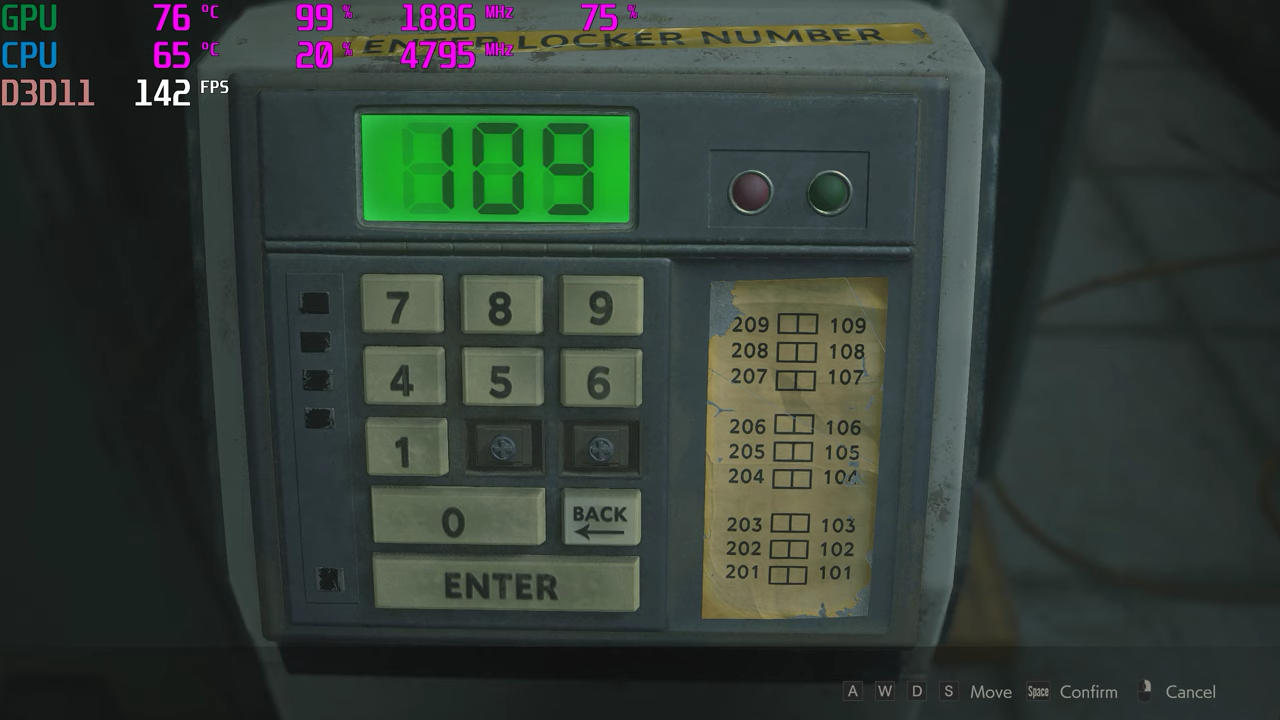 GPU 76 °C 99 % 1886 MHz 75 %
CPU 65 °C 20 % 4795 MHz
D3D11 142 FPS
ENTER LOCKER NUMBER
109
7 8 9
4 5 6
1
0 BACK
ENTER
209 109
208 108
207 107
206 106
205 105
204 104
203 103
202 102
201 101
A W D S Move Space Confirm Cancel